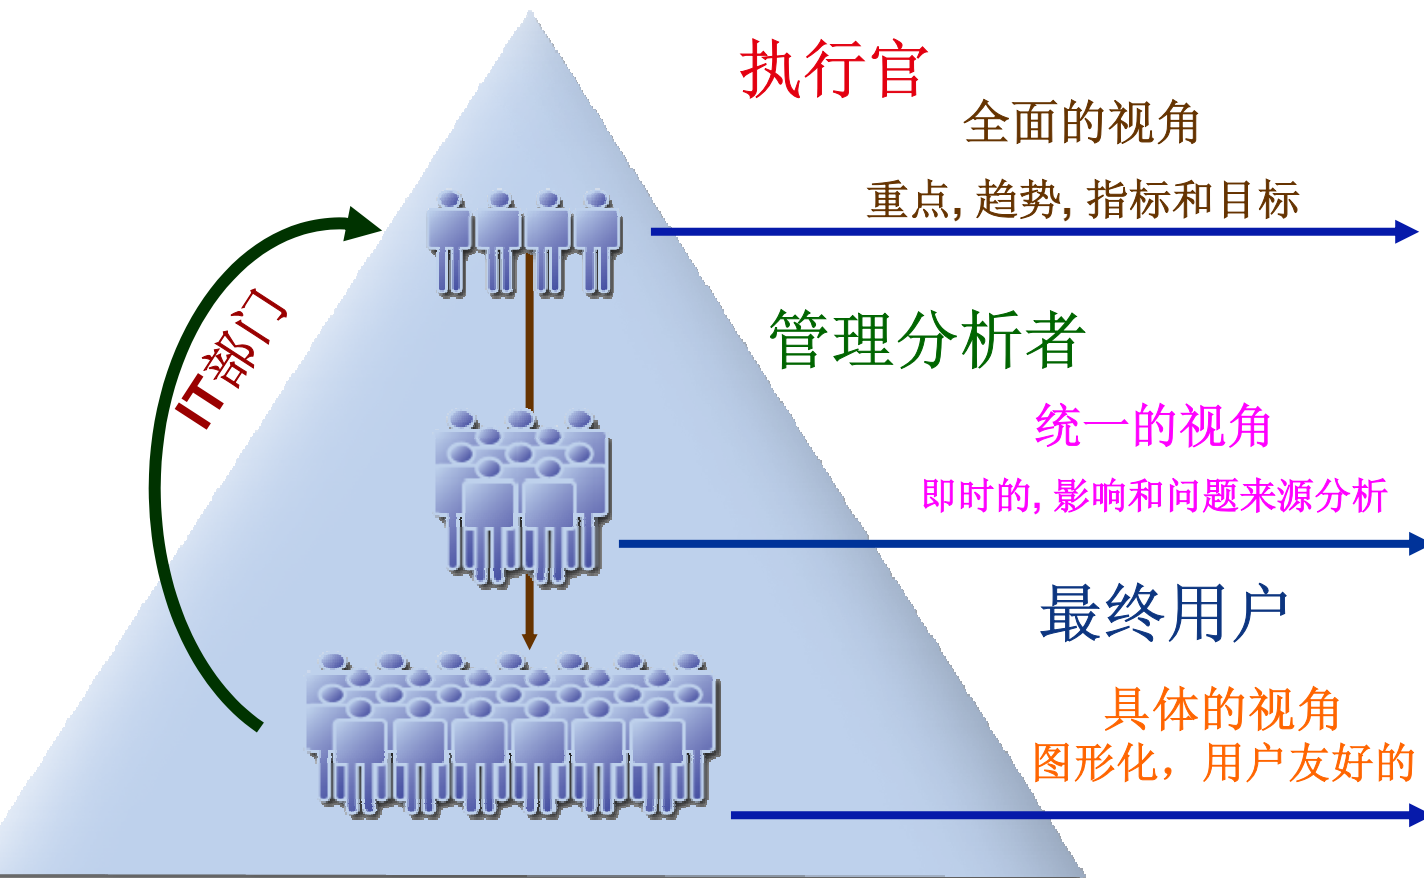 执行官
全面的视角
重点, 趋势, 指标和目标
IT部门
管理分析者
统一的视角
即时的, 影响和问题来源分析
最终用户
具体的视角
图形化，用户友好的